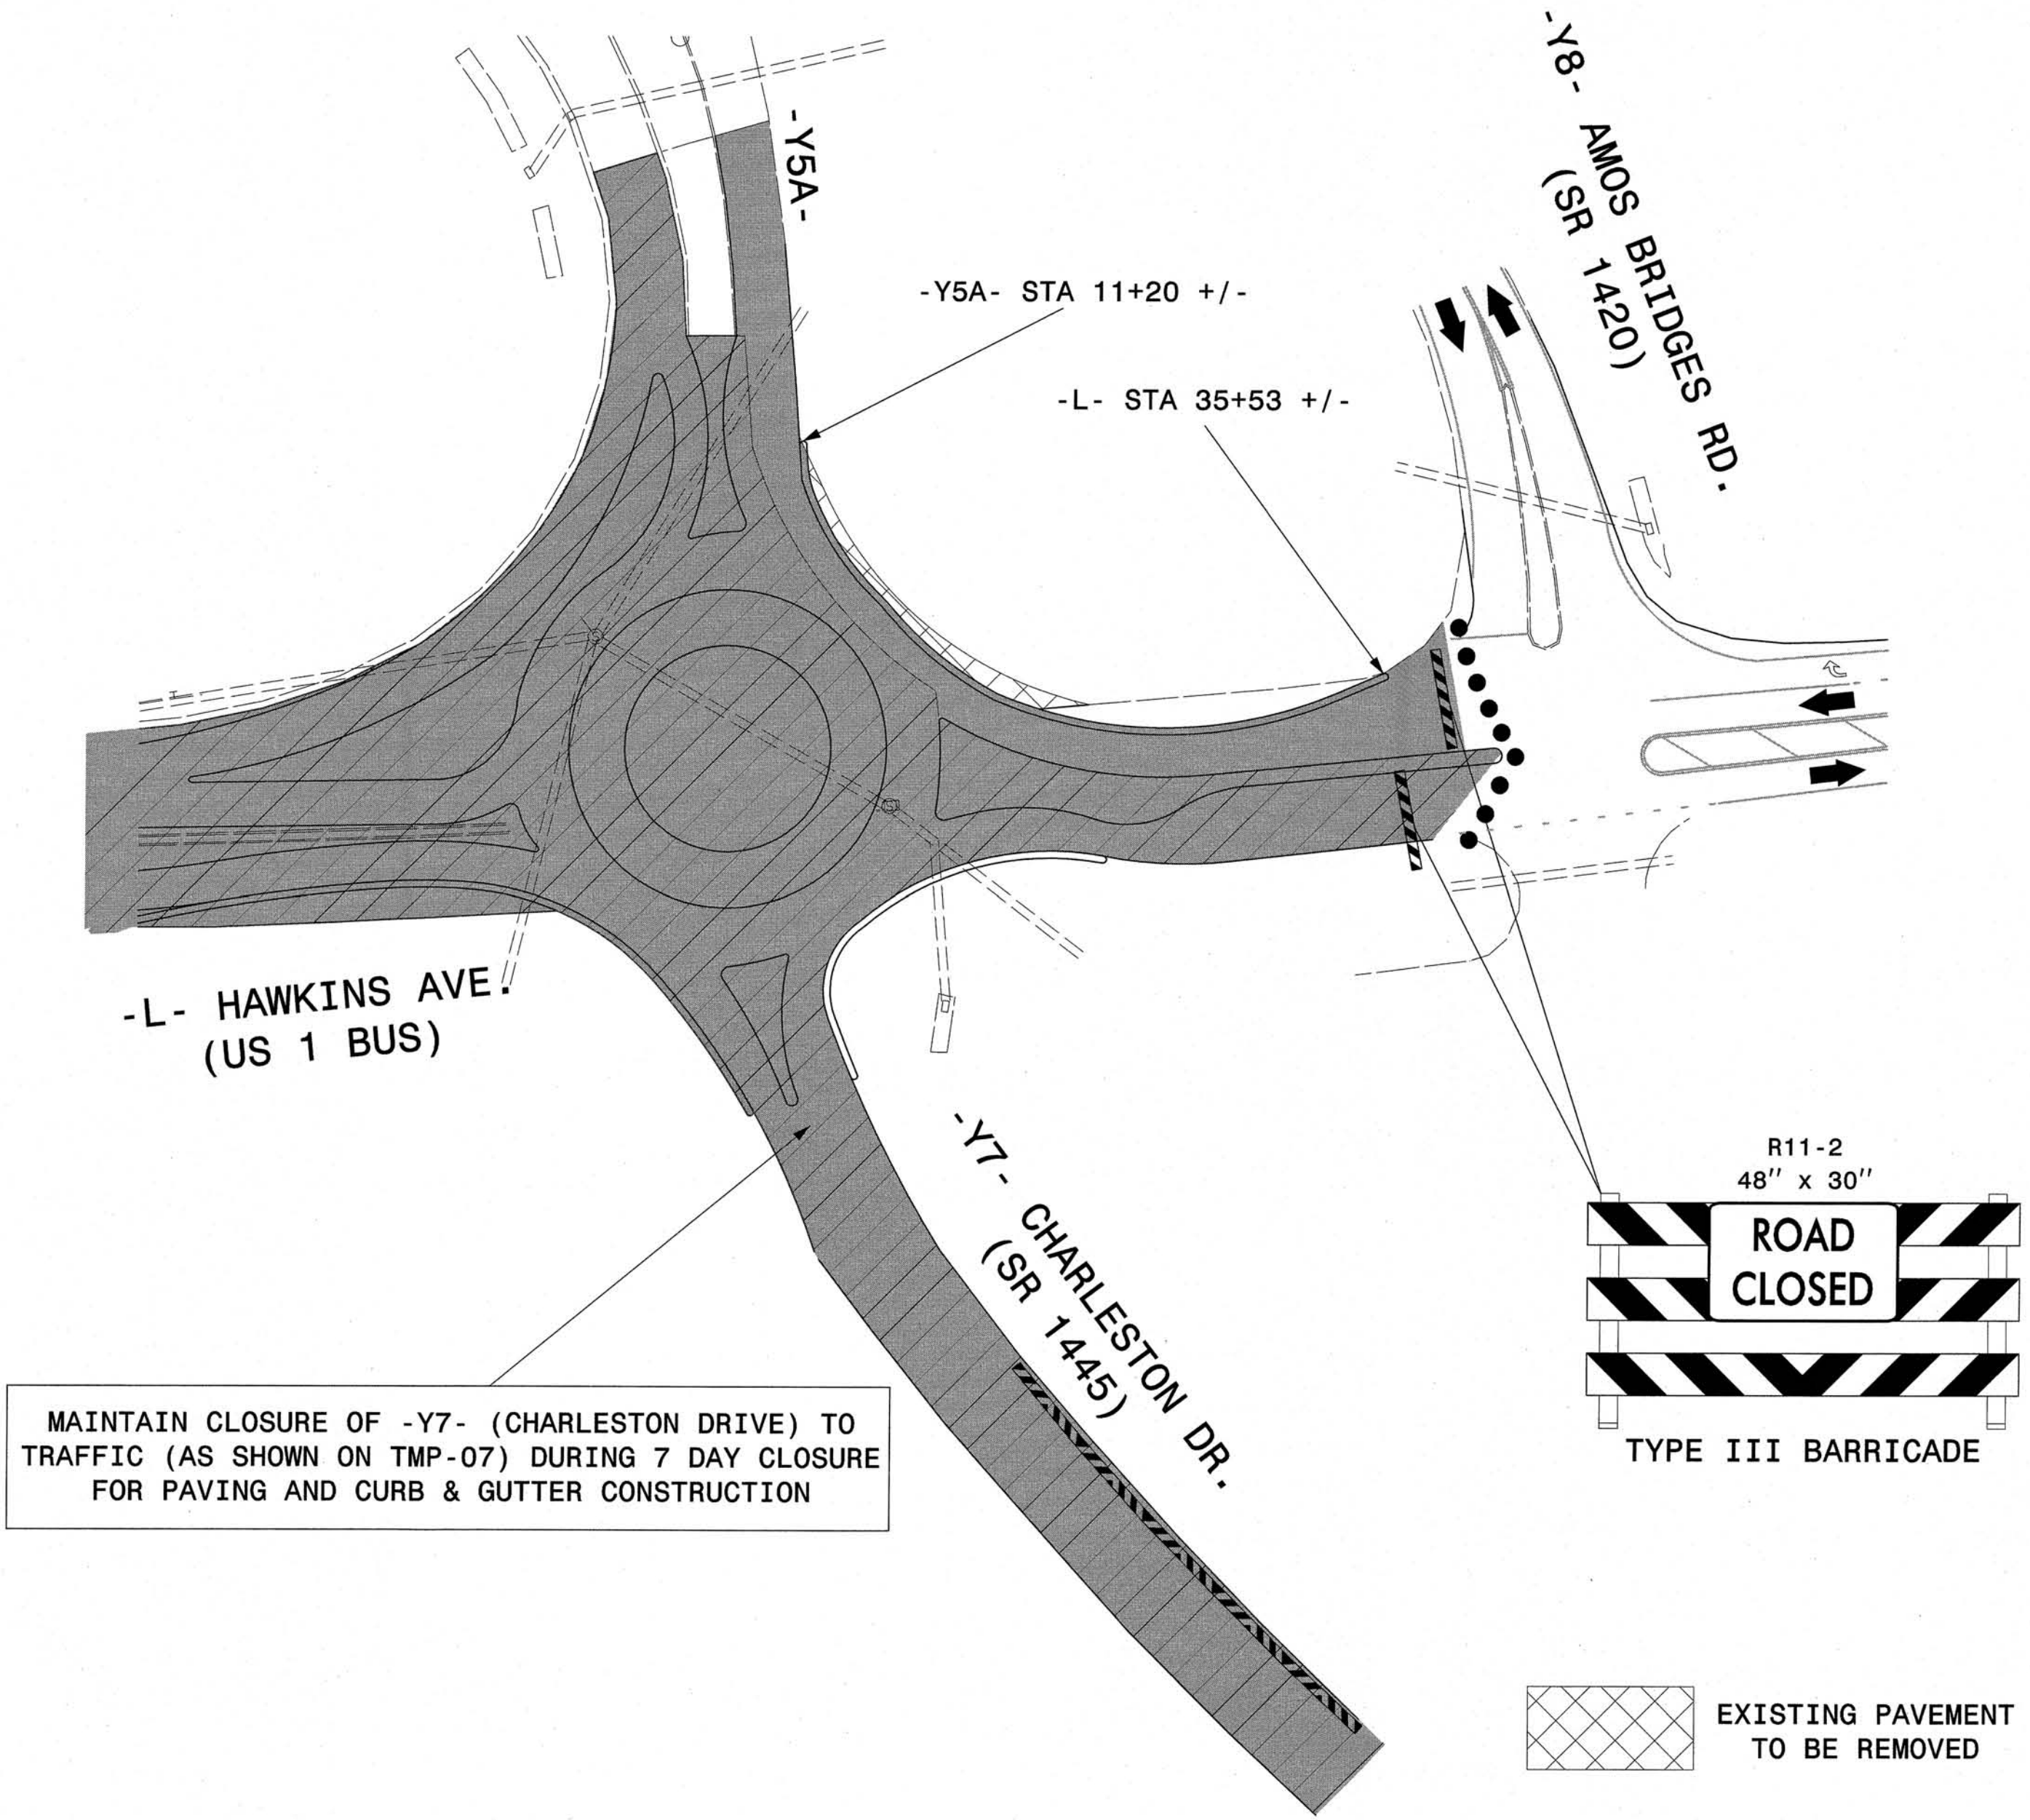 -Y8- AMOS BRIDGES RD.
(SR 1420)
-Y5A-
-Y5A- STA 11+20 +/-
-L- STA 35+53 +/-
-L- HAWKINS AVE.
(US 1 BUS)
-Y7- CHARLESTON DR.
(SR 1445)
R11-2
48" x 30"
ROAD
CLOSED
TYPE III BARRICADE
MAINTAIN CLOSURE OF -Y7- (CHARLESTON DRIVE) TO
TRAFFIC (AS SHOWN ON TMP-07) DURING 7 DAY CLOSURE
FOR PAVING AND CURB & GUTTER CONSTRUCTION
EXISTING PAVEMENT
TO BE REMOVED